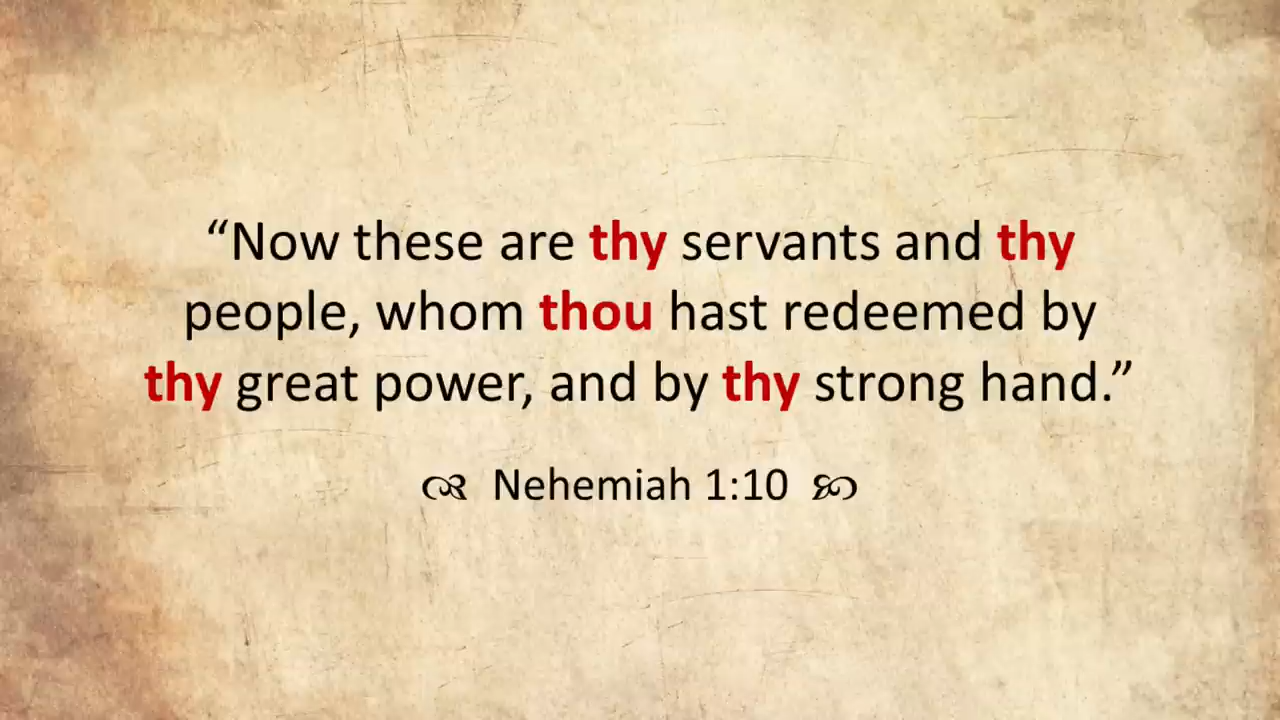 “Now these are thy servants and thy
people, whom thou hast redeemed by
thy great power, and by thy strong hand.”
Nehemiah 1:10